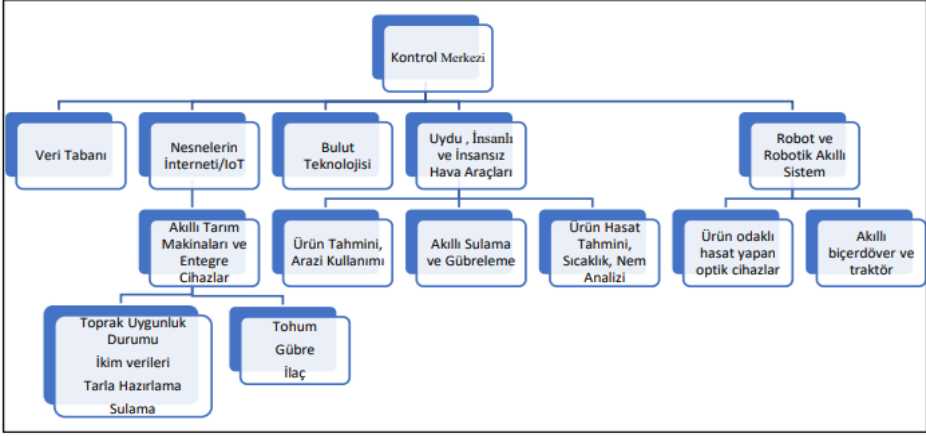 Kontrol Merkezi
Veri Tabanı
Nesnelerin
İnterneti/IoT
Bulut
Teknolojisi
Uydu , İnsanlı
ve İnsansız
Hava Araçları
Robot ve
Robotik Akıllı
Sistem
Akıllı Tarım
Makinaları ve
Entegre
Cihazlar
Ürün Tahmini,
Arazi Kullanımı
Akıllı Sulama
ve Gübreleme
Ürün Hasat
Tahmini,
Sıcaklık, Nem
Analizi
Ürün odaklı
hasat yapan
optik cihazlar
Akıllı
biçerdöver ve
traktör
Toprak Uygunluk
Durumu
İkim verileri
Tarla Hazırlama
Sulama
Tohum
Gübre
İlaç